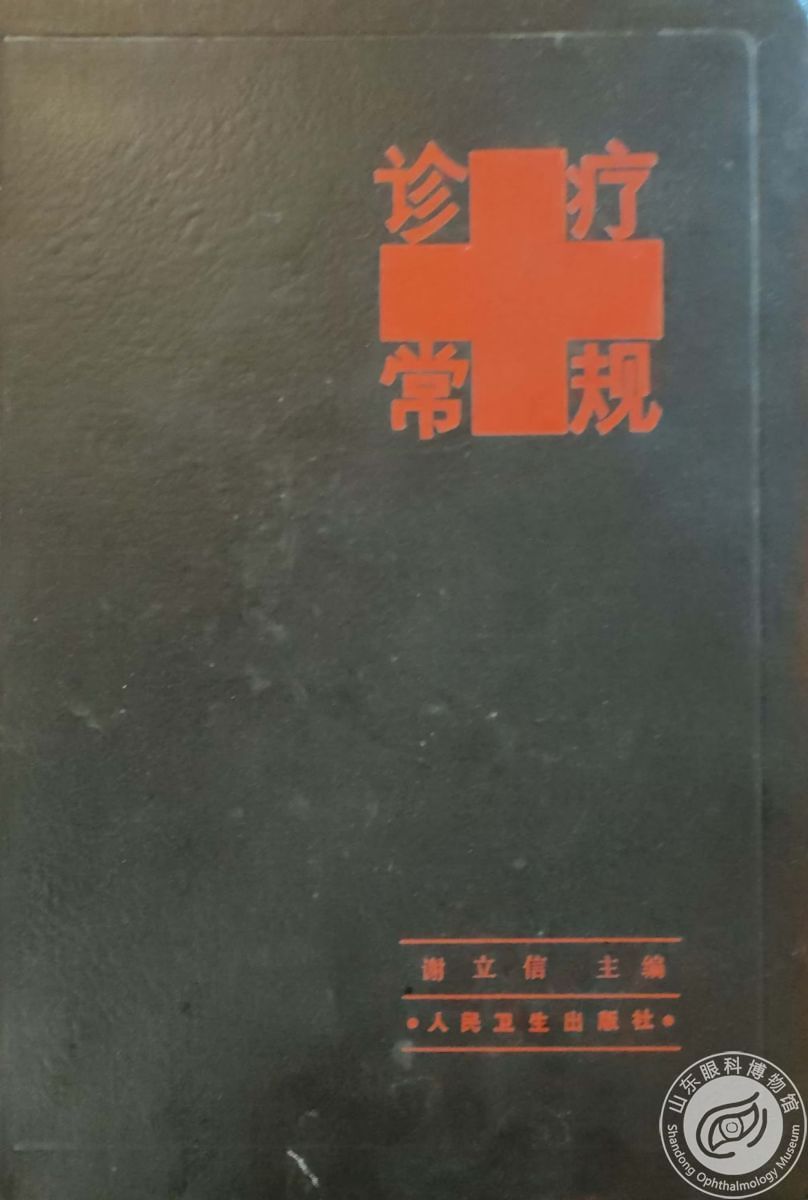 诊疗
常规
谢立信 主编
·人民卫生出版社·
山东眼科博物馆
Shandong Ophthalmology Museum